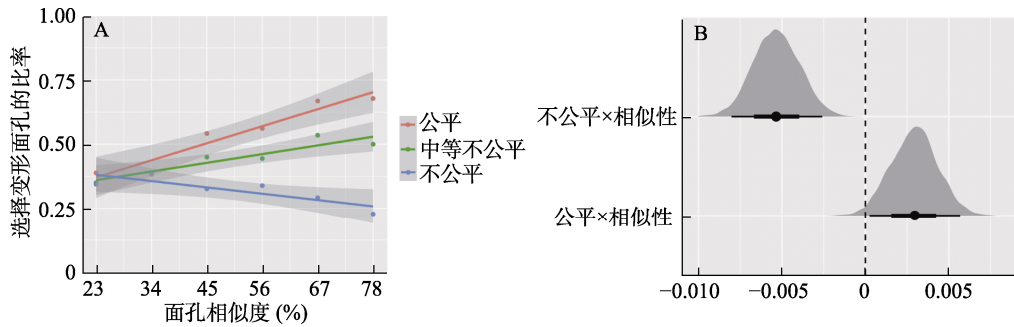 A
选择变形面孔的比率
1.00
0.75
0.50
0.25
0
23 34 45 56 67 78
面孔相似度 (%)
公平
中等不公平
不公平
B
不公平×相似性
公平×相似性
−0.010 −0.005 0 0.005